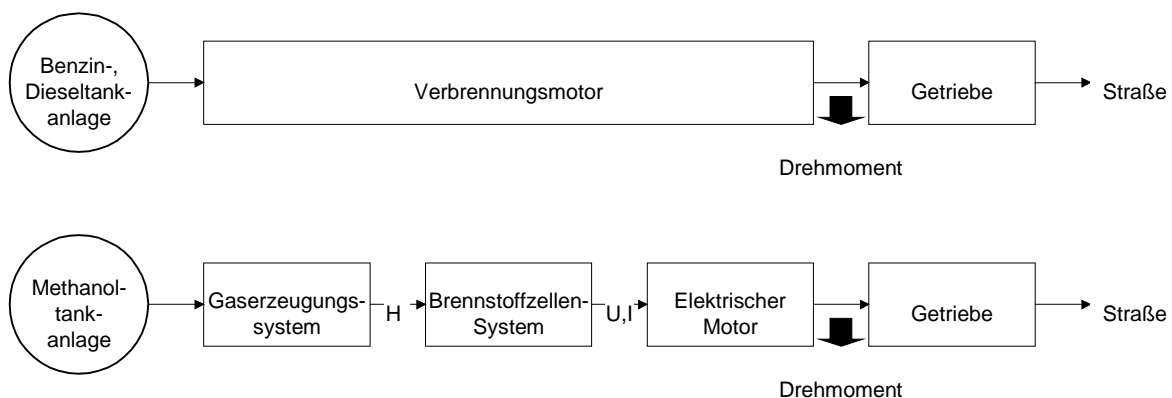 Benzin-,
Dieseltank-
anlage
Verbrennungsmotor
Getriebe
Straße
Drehmoment
Methanol-
tank-
anlage
Gaserzeugungs-
system
H
Brennstoffzellen-
System
U,I
Elektrischer
Motor
Getriebe
Straße
Drehmoment